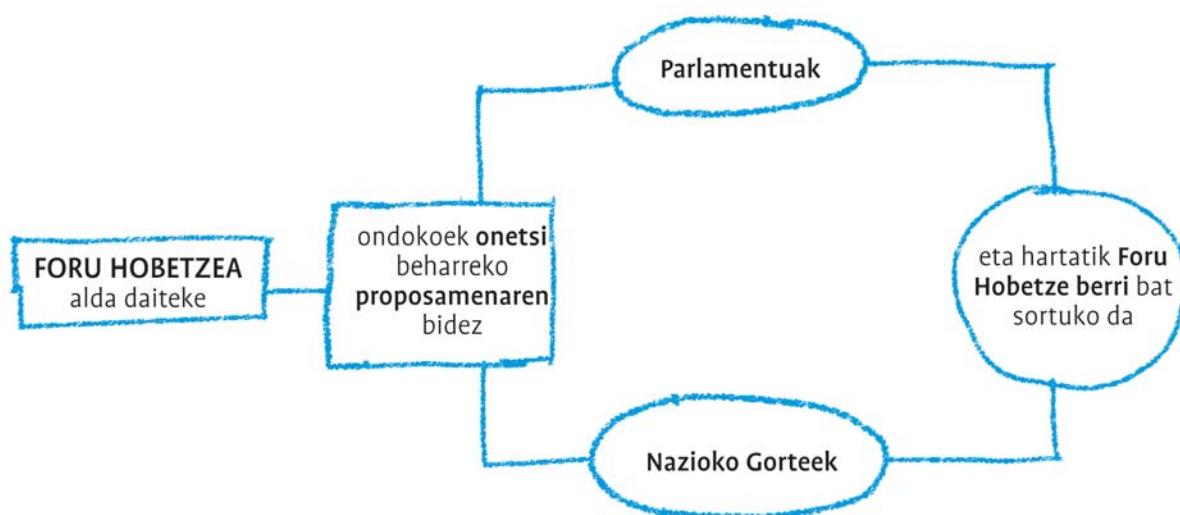 FORU HOBETZEA
alda daiteke
ondokoek onetsi
beharreko
proposamenaren
bidez
Parlamentuak
Nazioko Gorteek
eta hartatik Foru
Hobetze berri bat
sortuko da